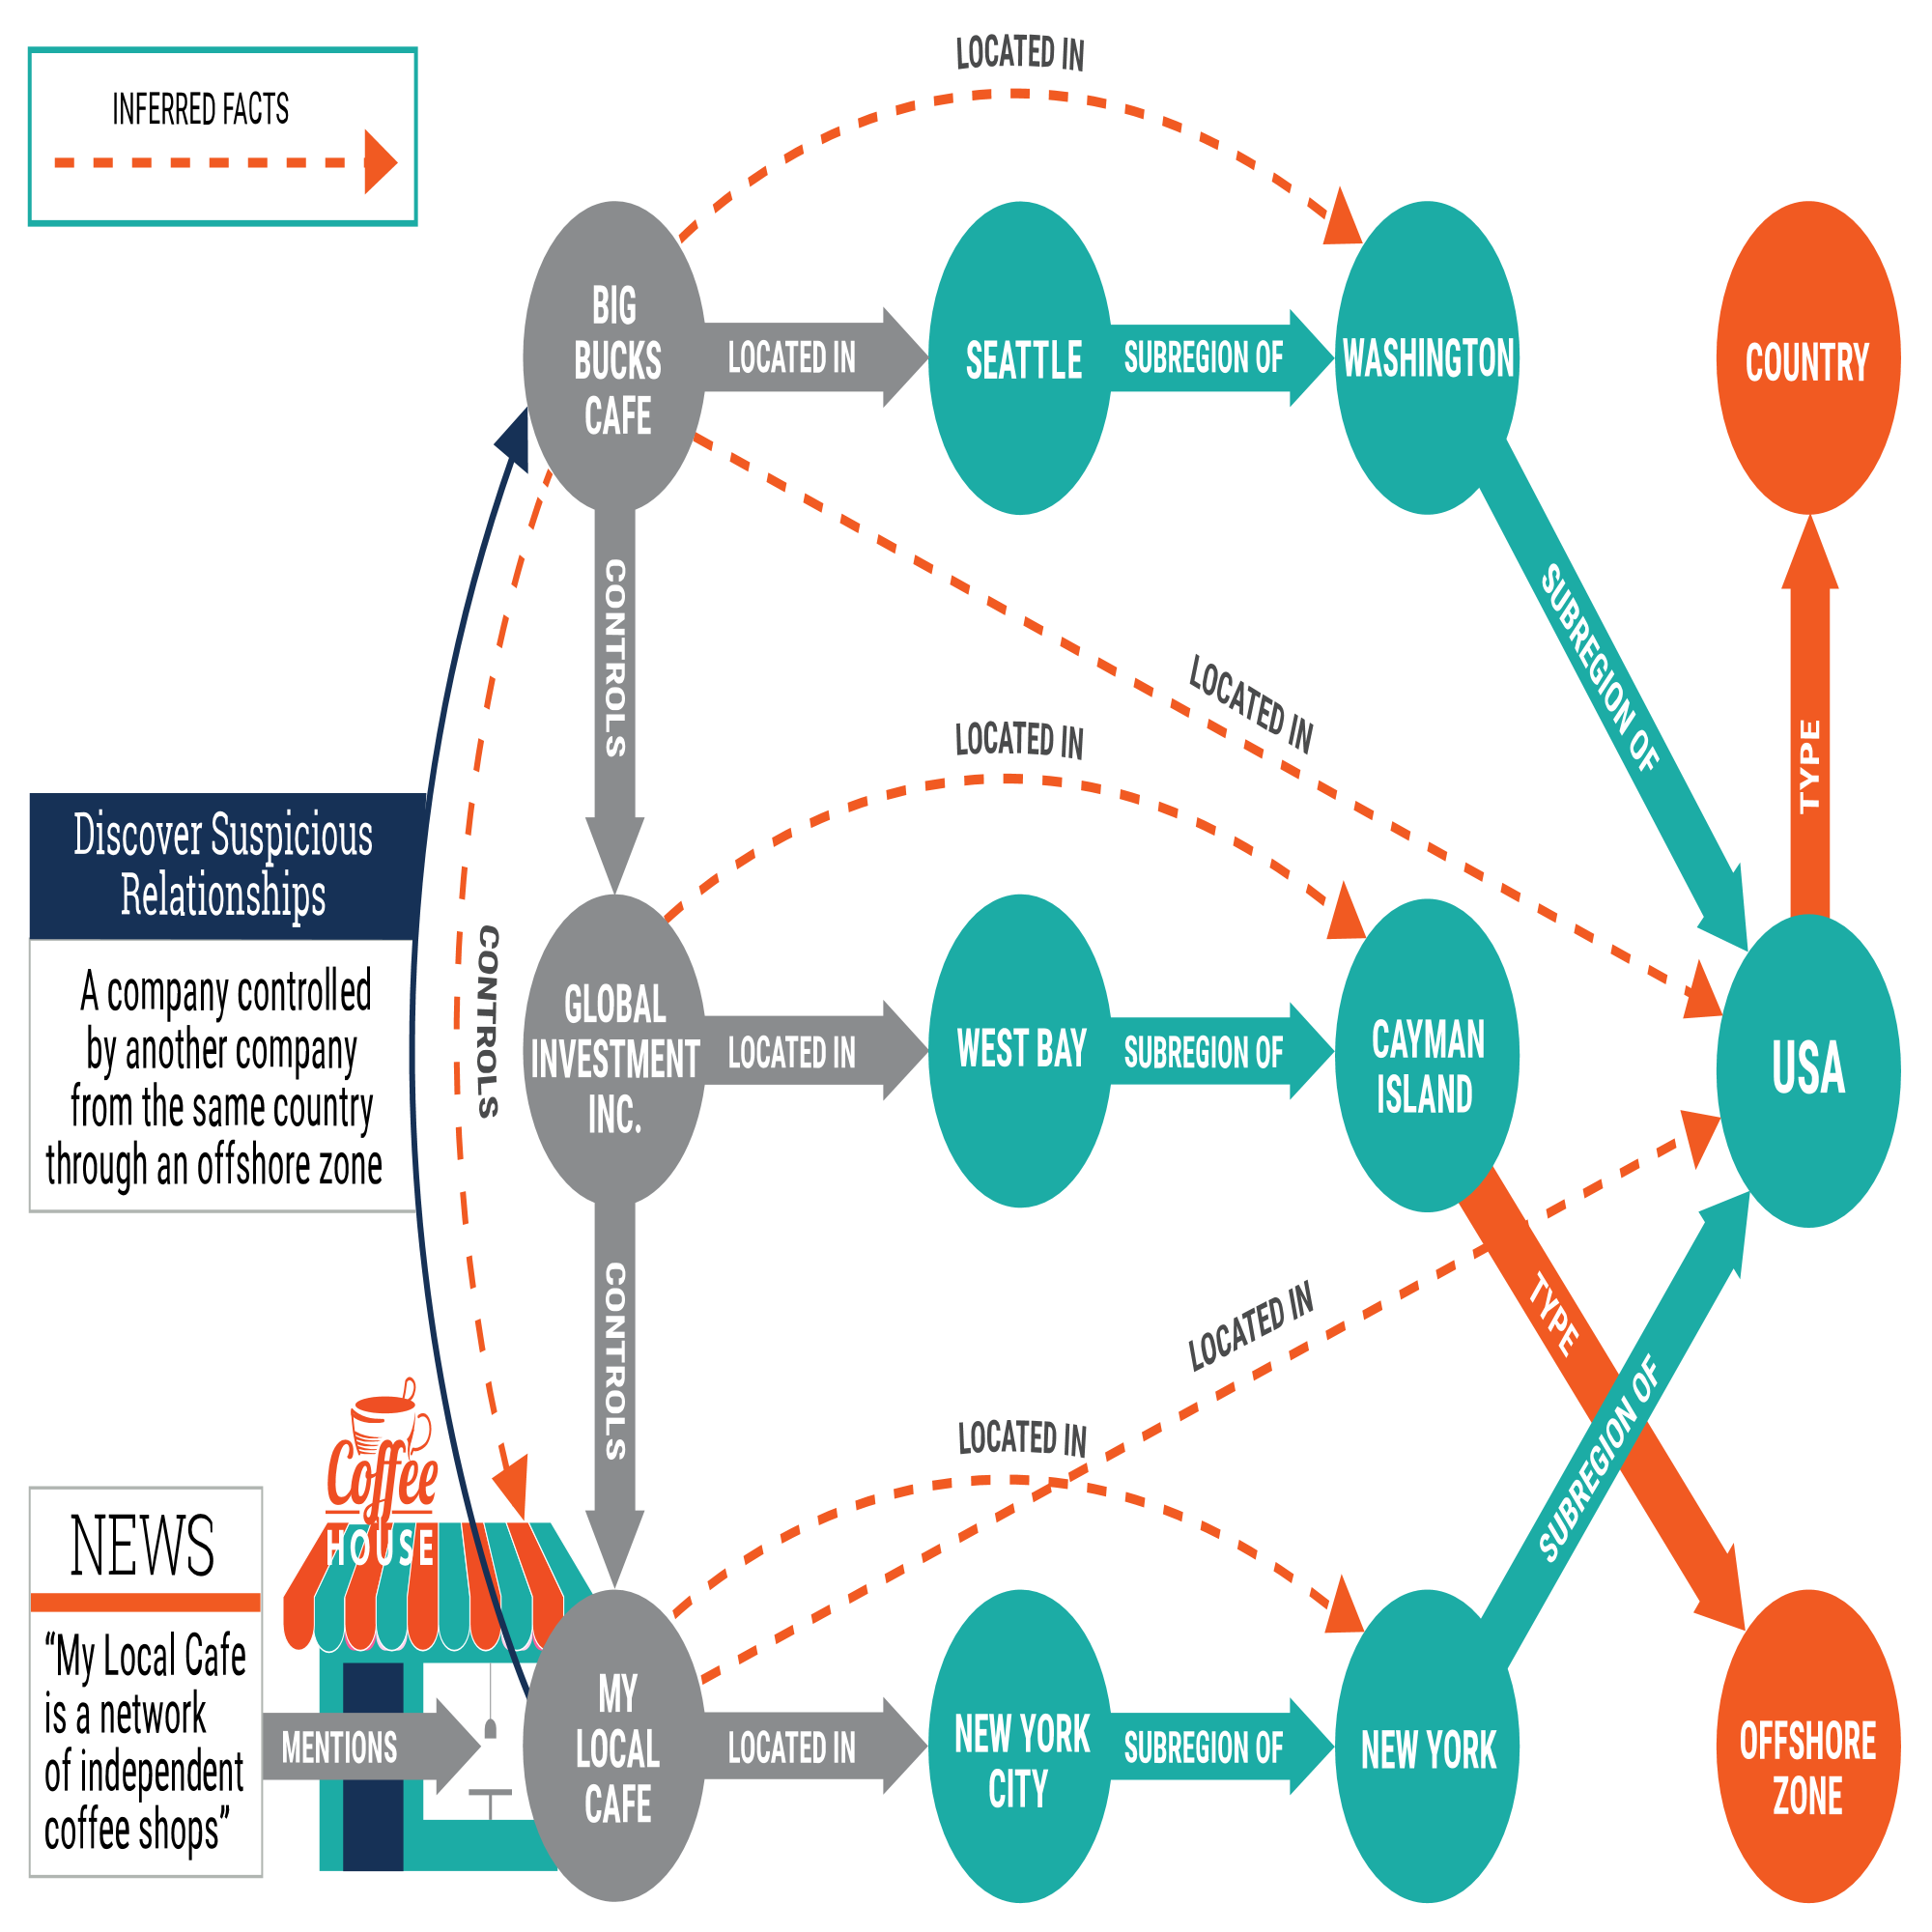 LOCATED IN
INFERRED FACTS
BIG
BUCKS
CAFE
LOCATED IN
SEATTLE
SUBREGION OF
WASHINGTON
COUNTRY
CONTROLS
SUBREGION OF
LOCATED IN
TYPE
LOCATED IN
Discover Suspicious
Relationships
A company controlled
by another company
from the same country
through an offshore zone
CONTROLS
GLOBAL
INVESTMENT
INC.
LOCATED IN
WEST BAY
SUBREGION OF
CAYMAN
ISLAND
USA
CONTROLS
LOCATED IN
TYPE
SUBREGION OF
LOCATED IN
Coffee
HOUSE
NEWS
“My Local Cafe
is a network
of independent
coffee shops”
MENTIONS
MY
LOCAL
CAFE
LOCATED IN
NEW YORK
CITY
SUBREGION OF
NEW YORK
OFFSHORE
ZONE